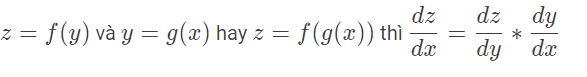 z = f(y) và y = g(x) hay z = f(g(x)) thì dz/dx = dz/dy * dy/dx